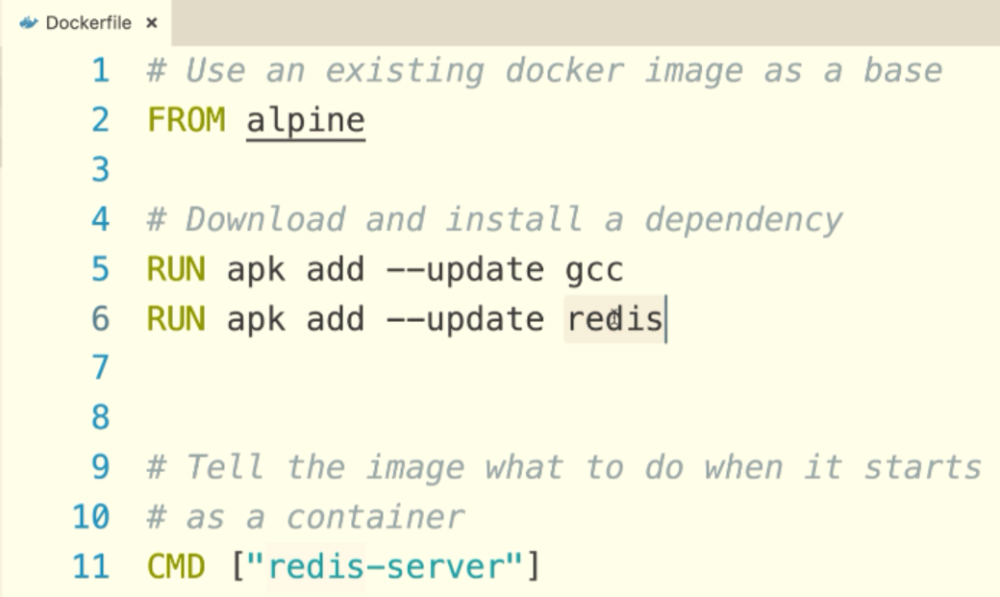 Dockerfile ×
1 # Use an existing docker image as a base
2 FROM alpine
3
4 # Download and install a dependency
5 RUN apk add --update gcc
6 RUN apk add --update redis
7
8
9 # Tell the image what to do when it starts
10 # as a container
11 CMD ["redis-server"]